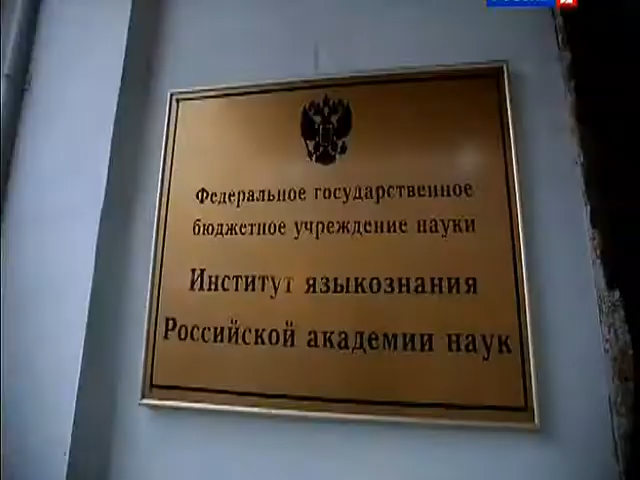 Федеральное государственное
бюджетное учреждение науки
Институт языкознания
Российской академии наук